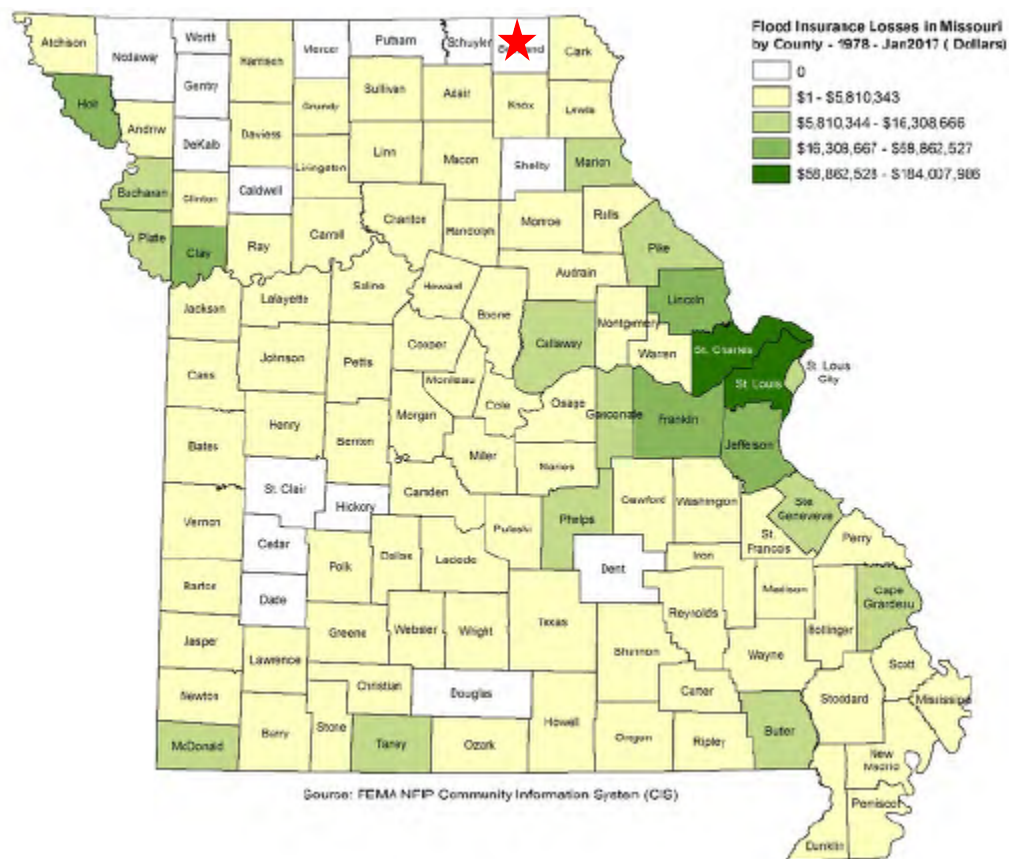 Flood Insurance Losses in Missouri
by County - 1978 - Jan2017 ( Dollars)
0
$1 - $5,810,343
$5,810,344 - $16,308,666
$16,308,667 - $58,862,527
$58,862,528 - $184,007,986
Atchison
Nodaway
Worth
Harrison
Mercer
Putnam
Schuyler
Clark
Holt
Gentry
Sullivan
Adair
Knox
Lewis
Andrew
DeKalb
Daviess
Grundy
Livingston
Linn
Macon
Shelby
Marion
Buchanan
Clinton
Caldwell
Chariton
Randolph
Monroe
Ralls
Platte
Clay
Ray
Carroll
Pike
Audrain
Jackson
Lafayette
Saline
Howard
Boone
Callaway
Montgomery
Lincoln
Warren
St. Charles
St. Louis
St. Louis
City
Cass
Johnson
Pettis
Cooper
Moniteau
Cole
Osage
Gasconade
Franklin
Jefferson
Bates
Henry
Benton
Morgan
Miller
Maries
St. Clair
Hickory
Camden
Pulaski
Phelps
Crawford
Washington
Ste
Genevieve
St.
Francois
Perry
Vernon
Cedar
Polk
Dallas
Laclede
Dent
Iron
Madison
Cape
Girardeau
Barton
Dade
Greene
Webster
Wright
Texas
Reynolds
Bollinger
Jasper
Lawrence
Shannon
Wayne
Scott
Newton
Christian
Douglas
Carter
Stoddard
Mississippi
McDonald
Barry
Stone
Taney
Ozark
Howell
Oregon
Ripley
Butler
New
Madrid
Pemiscot
Dunklin
Source: FEMA NFIP Community Information System (CIS)